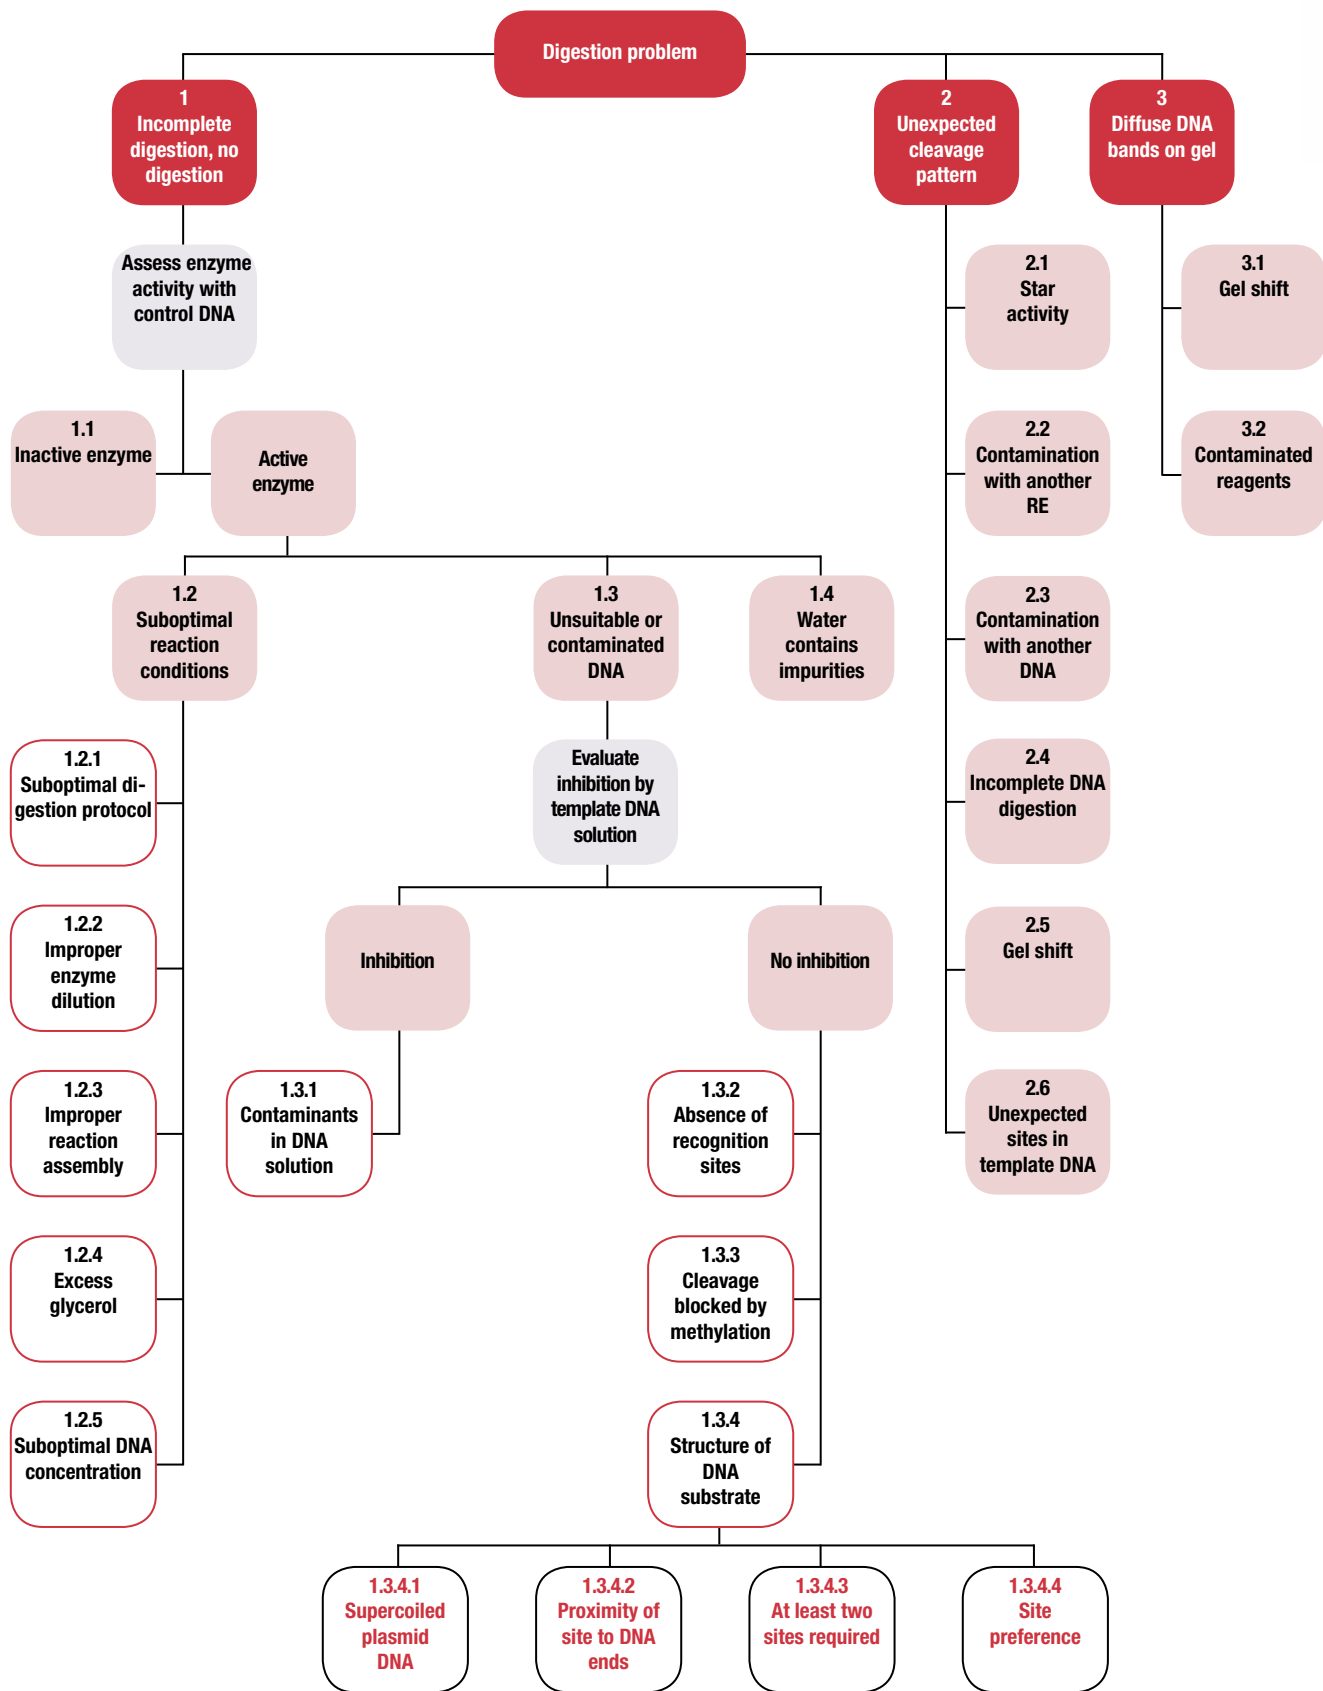 Digestion problem
1
Incomplete
digestion, no
digestion
2
Unexpected
cleavage
pattern
3
Diffuse DNA
bands on gel
Assess enzyme
activity with
control DNA
2.1
Star
activity
3.1
Gel shift
1.1
Inactive enzyme
Active
enzyme
2.2
Contamination
with another
RE
3.2
Contaminated
reagents
1.2
Suboptimal
reaction
conditions
1.3
Unsuitable or
contaminated
DNA
1.4
Water
contains
impurities
2.3
Contamination
with another
DNA
1.2.1
Suboptimal di-
gestion protocol
Evaluate
inhibition by
template DNA
solution
2.4
Incomplete DNA
digestion
1.2.2
Improper
enzyme
dilution
Inhibition
No inhibition
2.5
Gel shift
1.2.3
Improper
reaction
assembly
1.3.1
Contaminants
in DNA
solution
1.3.2
Absence of
recognition
sites
2.6
Unexpected
sites in
template DNA
1.2.4
Excess
glycerol
1.3.3
Cleavage
blocked by
methylation
1.2.5
Suboptimal DNA
concentration
1.3.4
Structure of
DNA
substrate
1.3.4.1
Supercoiled
plasmid
DNA
1.3.4.2
Proximity of
site to DNA
ends
1.3.4.3
At least two
sites required
1.3.4.4
Site
preference